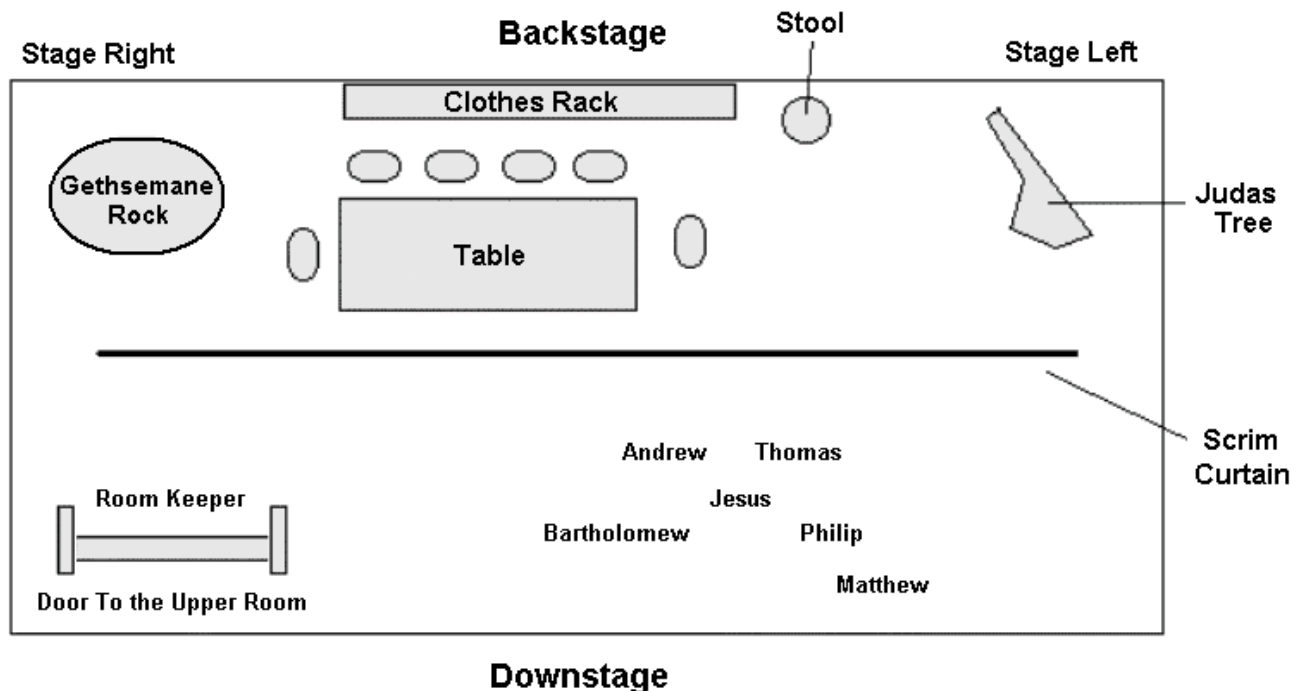 Backstage
Stool
Stage Right
Stage Left
Clothes Rack
Gethsemane
Rock
Judas
Tree
Table
Scrim
Curtain
Andrew
Thomas
Room Keeper
Jesus
Bartholomew
Philip
Matthew
Door To the Upper Room
Downstage